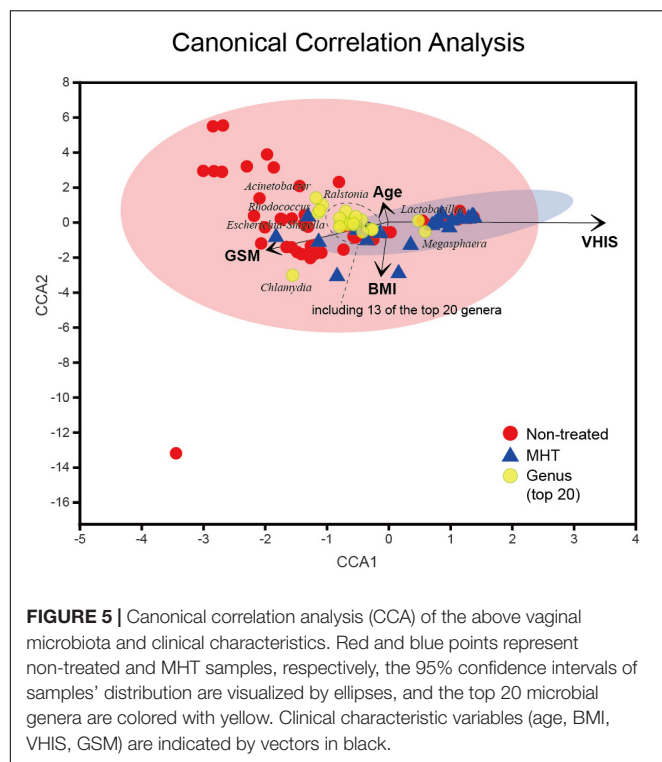 Canonical Correlation Analysis
8
6
4
2
0
-2
-4
-6
-8
-10
-12
-14
-16
CCA2
Acinetobacter
Ralstonia
Age
Rhodococcus
Lactobacillus
Escherichia-Shigella
Megasphaera
VHIS
GSM
Chlamydia
BMI
including 13 of the top 20 genera
Non-treated
MHT
Genus
(top 20)
-5
-4
-3
-2
-1
0
1
2
3
4
CCA1
FIGURE 5 | Canonical correlation analysis (CCA) of the above vaginal
microbiota and clinical characteristics. Red and blue points represent
non-treated and MHT samples, respectively, the 95% confidence intervals of
samples' distribution are visualized by ellipses, and the top 20 microbial
genera are colored with yellow. Clinical characteristic variables (age, BMI,
VHIS, GSM) are indicated by vectors in black.